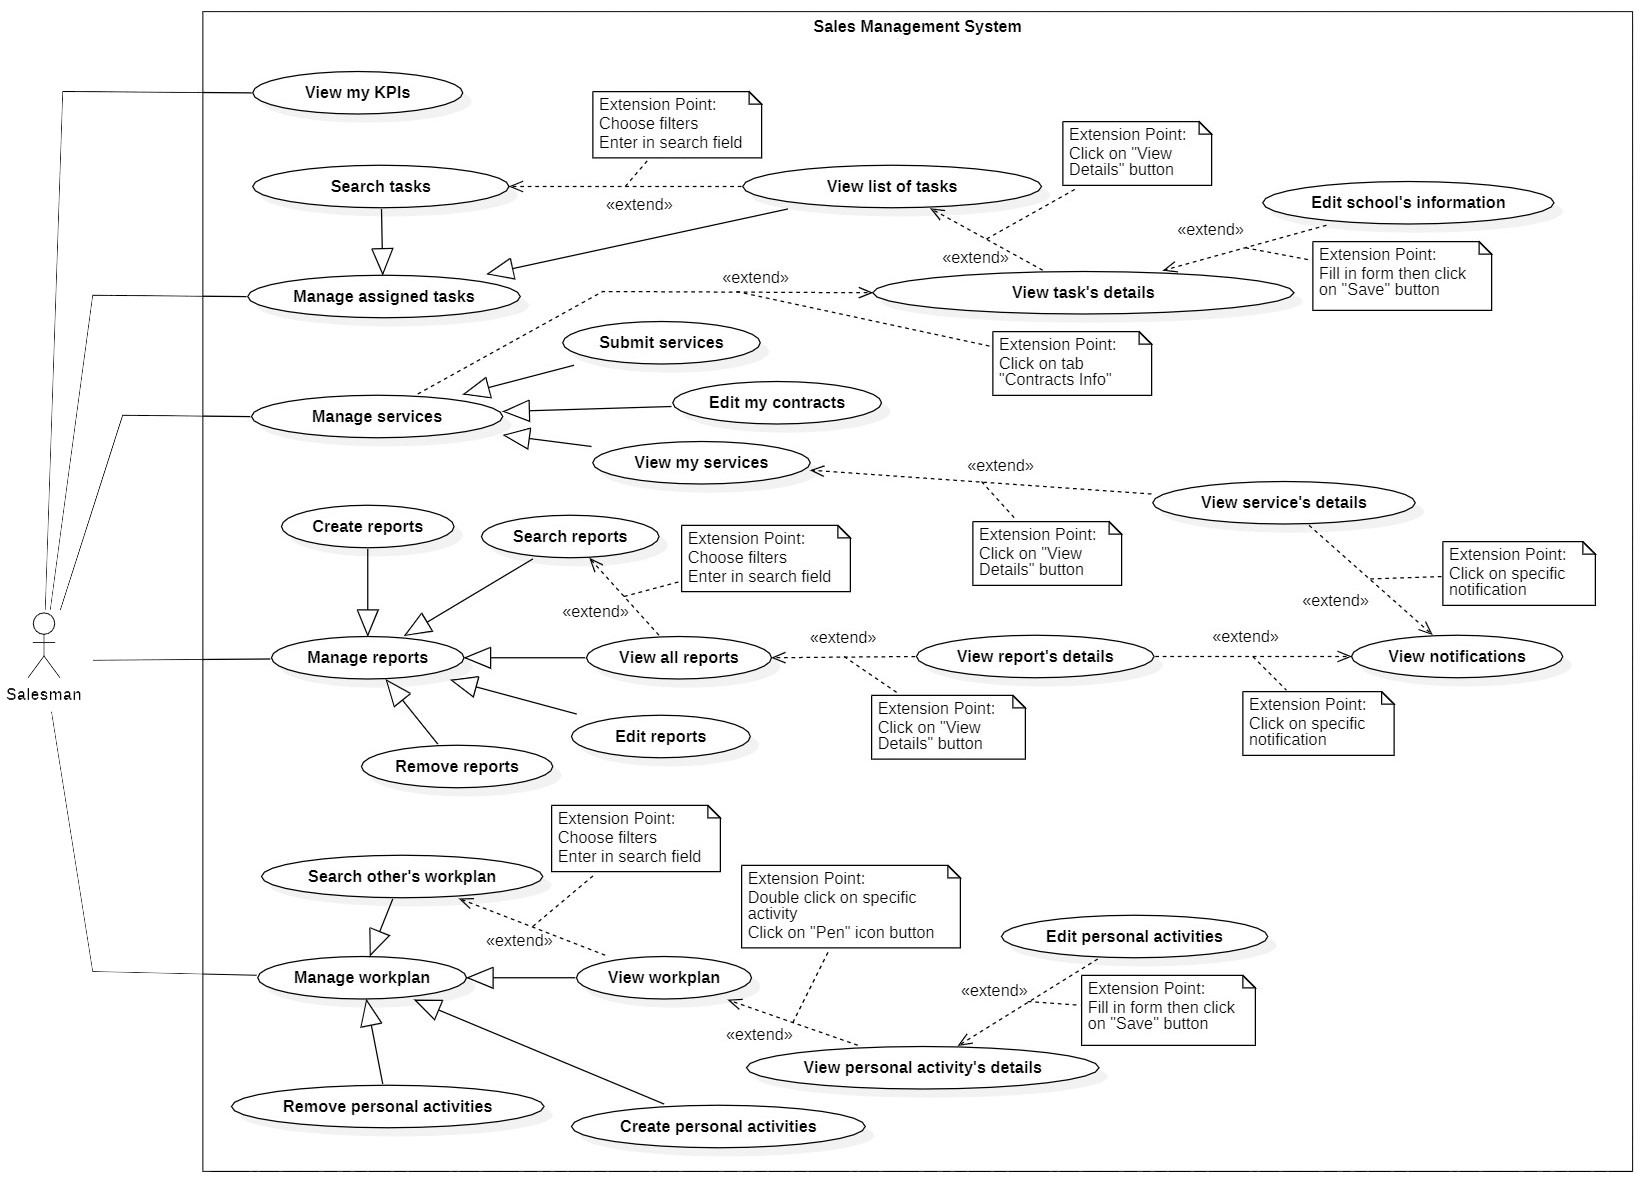 Sales Management System
View my KPIs
Extension Point:
Choose filters
Enter in search field
Extension Point:
Click on "View
Details" button
Search tasks
View list of tasks
«extend»
Edit school's information
«extend»
Extension Point:
Fill in form then click
on "Save" button
«extend»
«extend»
Manage assigned tasks
View task's details
Submit services
Extension Point:
Click on tab
"Contracts Info"
Manage services
Edit my contracts
View my services
«extend»
View service's details
Create reports
Search reports
Extension Point:
Choose filters
Enter in search field
Extension Point:
Click on "View
Details" button
Extension Point:
Click on specific
notification
«extend»
«extend»
Salesman
Manage reports
View all reports
«extend»
View report's details
«extend»
View notifications
Extension Point:
Click on "View
Details" button
Extension Point:
Click on specific
notification
Edit reports
Remove reports
Extension Point:
Choose filters
Enter in search field
Search other's workplan
Extension Point:
Double click on specific
activity
Click on "Pen" icon button
«extend»
Edit personal activities
Manage workplan
View workplan
«extend»
Extension Point:
Fill in form then click
on "Save" button
«extend»
View personal activity's details
Remove personal activities
Create personal activities